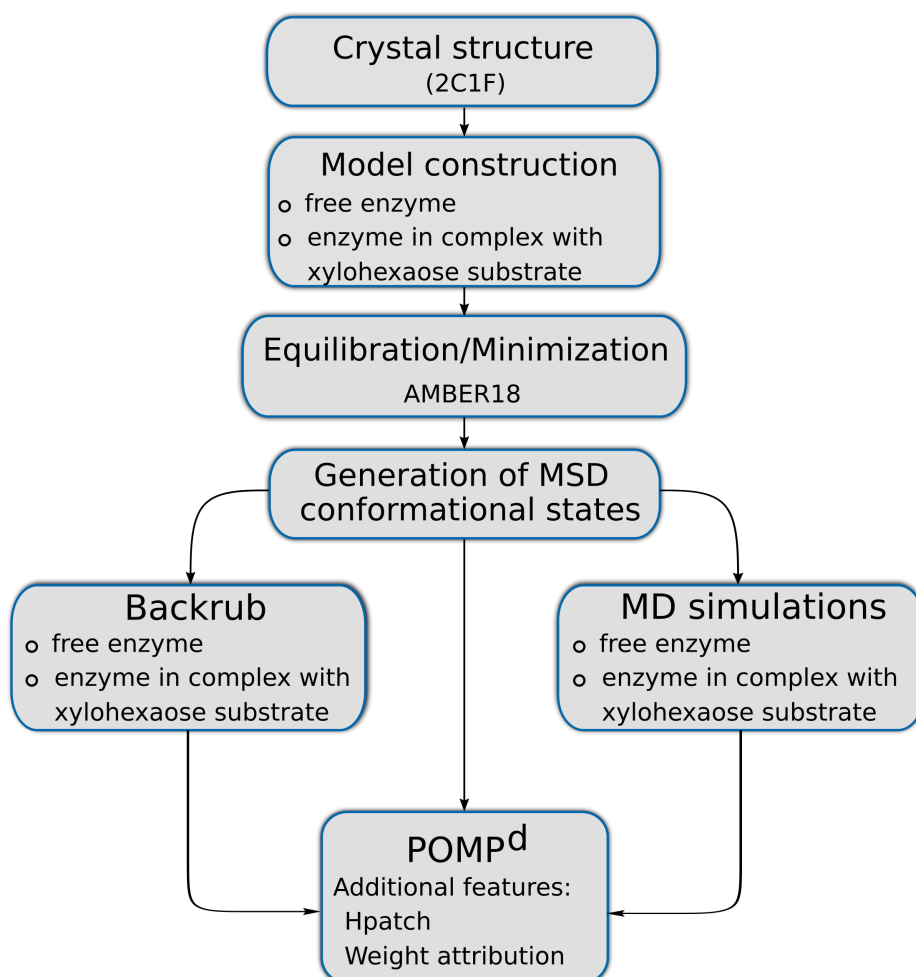 Crystal structure
(2C1F)
Model construction
free enzyme
enzyme in complex with
xylohexaose substrate
Equilibration/Minimization
AMBER18
Generation of MSD
conformational states
Backrub
free enzyme
enzyme in complex with
xylohexaose substrate
MD simulations
free enzyme
enzyme in complex with
xylohexaose substrate
POMPd
Additional features:
Hpatch
Weight attribution